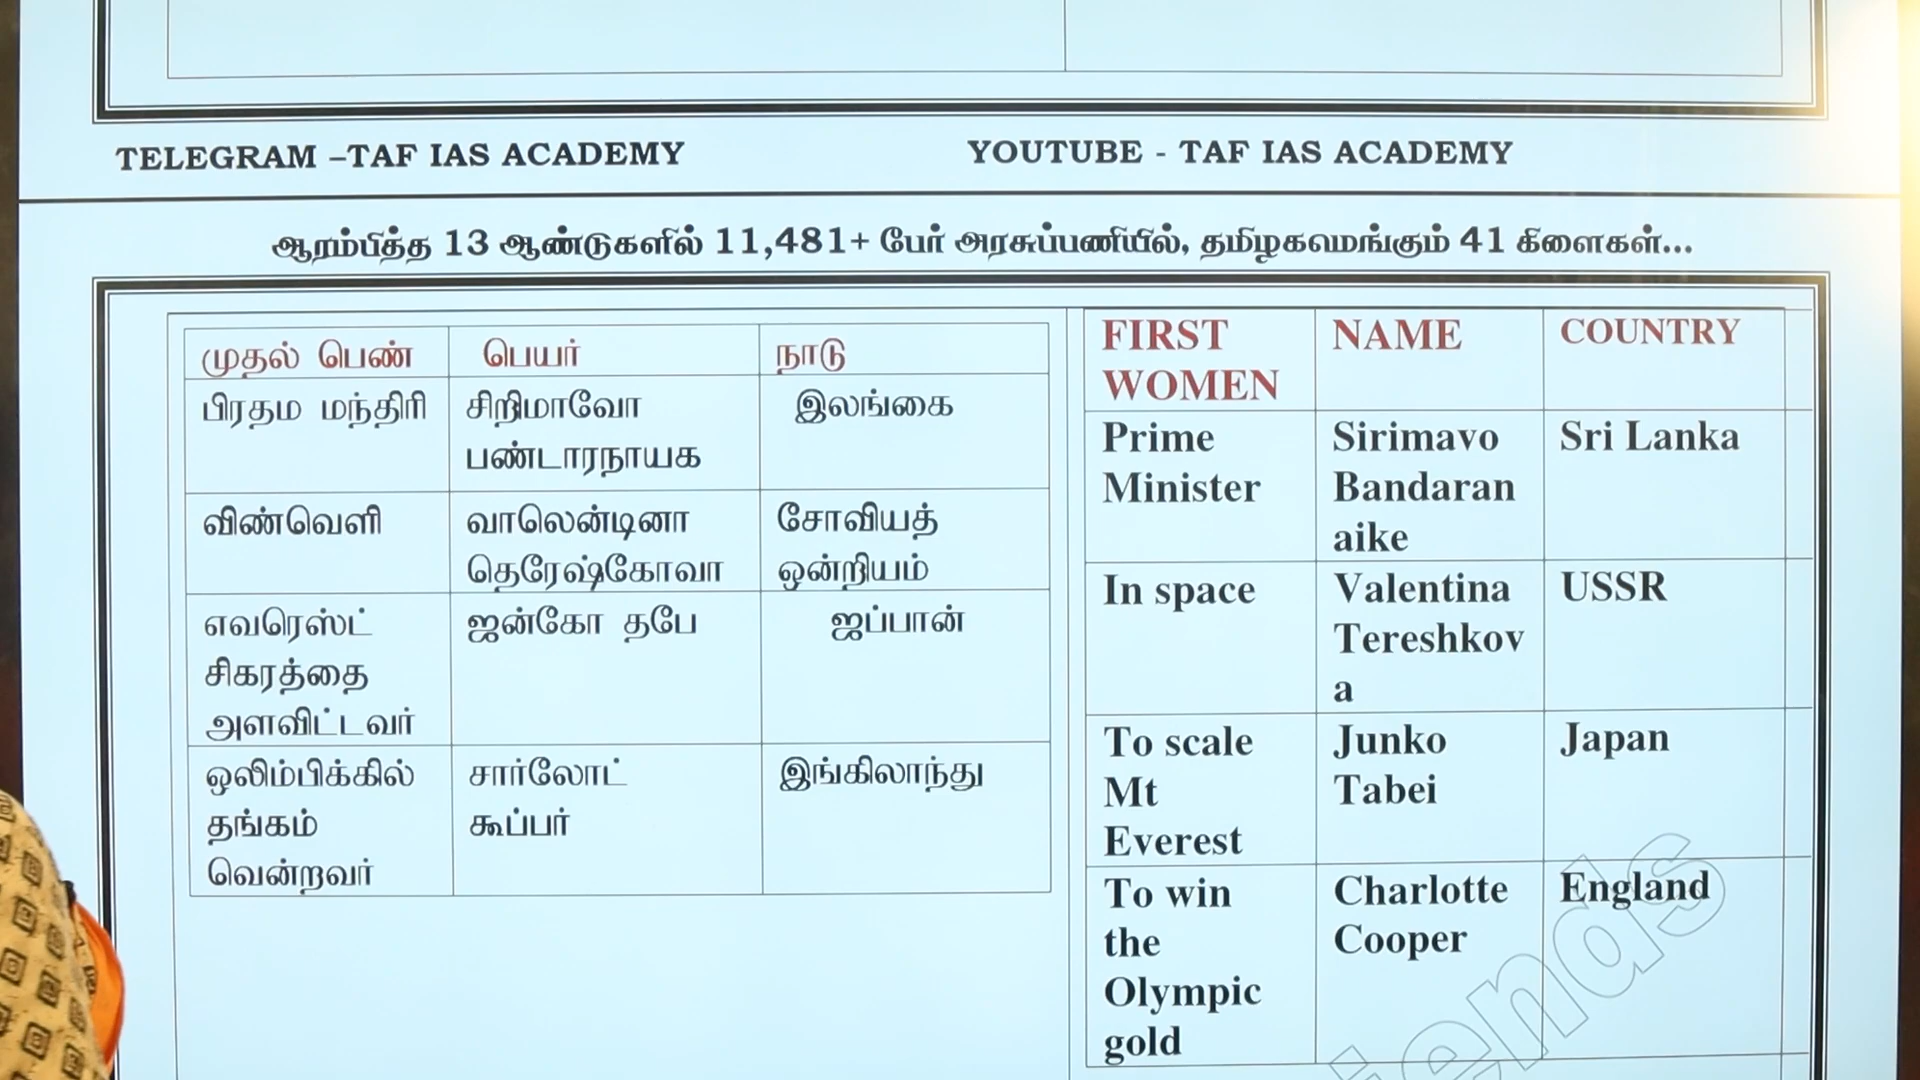 TELEGRAM –TAF IAS ACADEMY
YOUTUBE - TAF IAS ACADEMY
ஆரம்பித்த 13 ஆண்டுகளில் 11,481+ பேர் அரசுப்பணியில், தமிழகமெங்கும் 41 கிளைகள்...
முதல் பெண் பெயர் நாடு
பிரதம மந்திரி சிறிமாவோ இலங்கை
பண்டாரநாயக
விண்வெளி வாலென்டினா சோவியத்
தெரேஷ்கோவா ஒன்றியம்
எவரெஸ்ட் ஜன்கோ தபே ஜப்பான்
சிகரத்தை
அளவிட்டவர்
ஒலிம்பிக்கில் சார்லோட் இங்கிலாந்து
தங்கம் கூப்பர்
வென்றவர்
FIRST NAME COUNTRY
WOMEN
Prime Sirimavo Sri Lanka
Minister Bandaran
aike
In space Valentina USSR
Tereshkov
a
To scale Junko Japan
Mt Tabei
Everest
To win Charlotte England
the Cooper
Olympic
gold